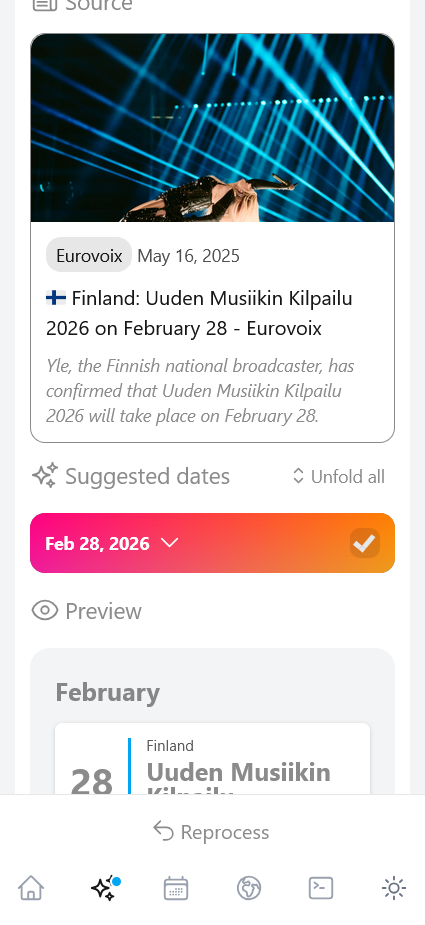 Source
Eurovoix May 16, 2025
Finland: Uuden Musiikin Kilpailu
2026 on February 28 - Eurovoix
Yle, the Finnish national broadcaster, has
confirmed that Uuden Musiikin Kilpailu
2026 will take place on February 28.
Suggested dates Unfold all
Feb 28, 2026
Preview
February
Finland
28 Uuden Musiikin
Kilpailu
Reprocess